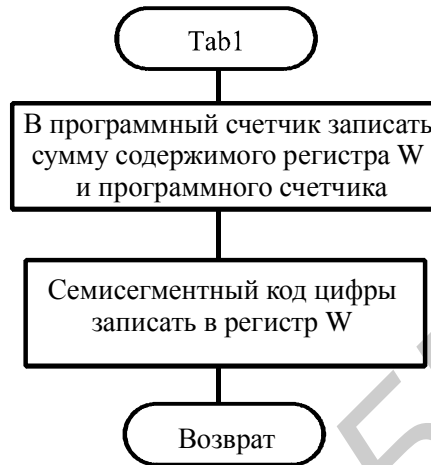 Tab1
В программный счетчик записать
сумму содержимого регистра W
и программного счетчика
Семисегментный код цифры
записать в регистр W
Возврат